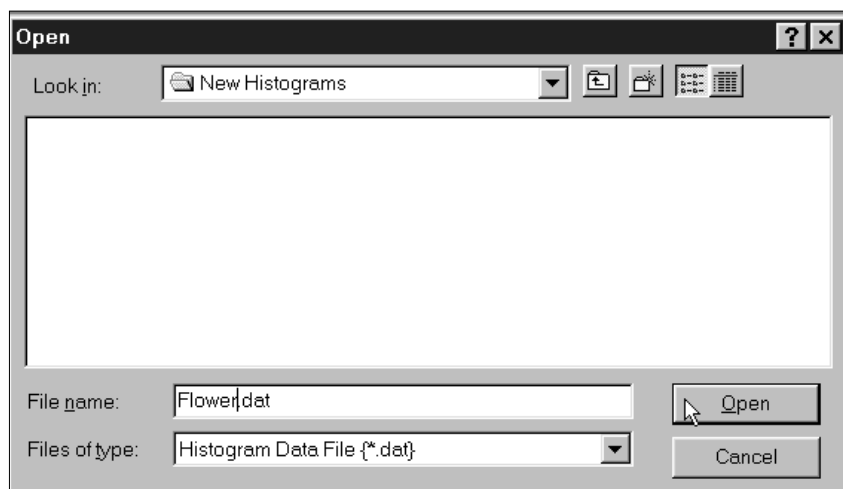 Open
Look in: New Histograms
File name: Flower.dat Open
Files of type: Histogram Data File {*.dat} Cancel